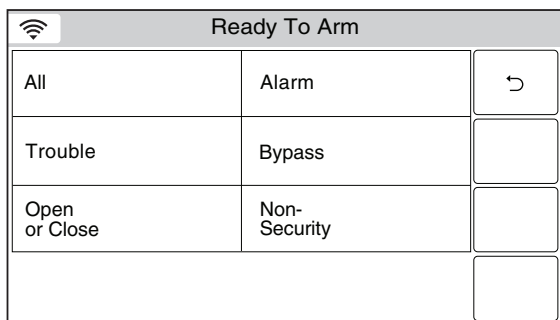 Ready To Arm
All
Alarm
Trouble
Bypass
Open
or Close
Non-
Security